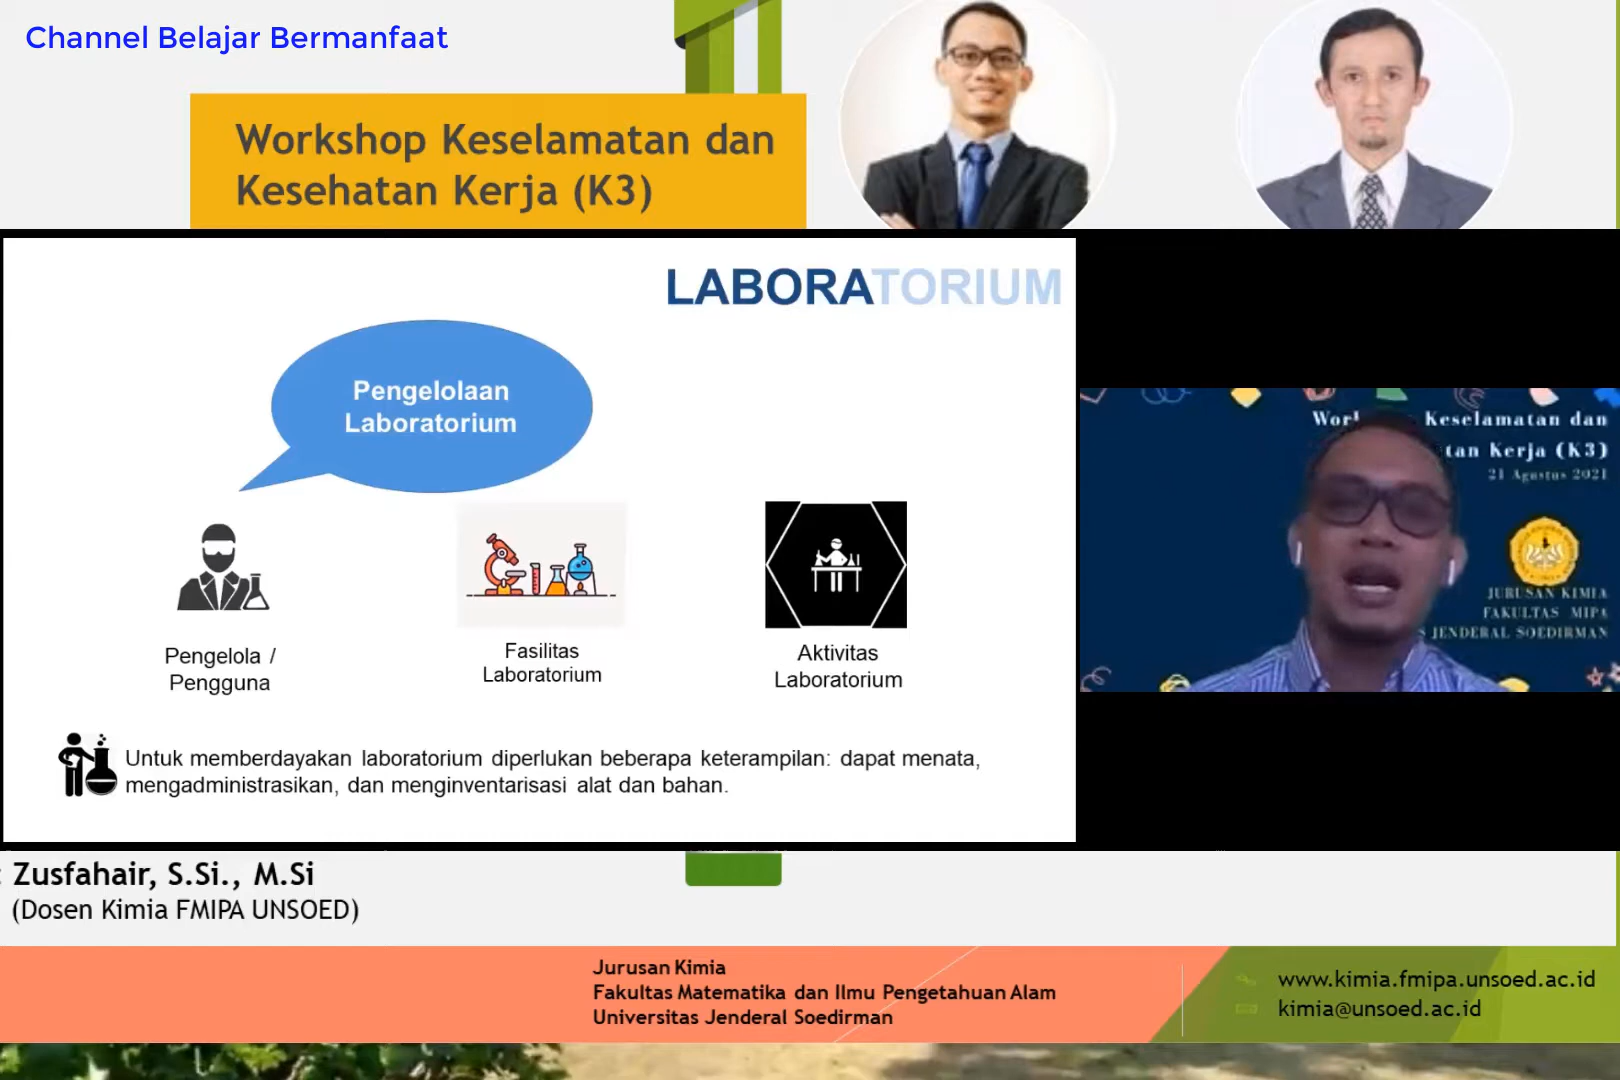 Channel Belajar Bermanfaat
Workshop Keselamatan dan
Kesehatan Kerja (K3)
LABORATORIUM
Pengelolaan
Laboratorium
Pengelola /
Pengguna
Fasilitas
Laboratorium
Aktivitas
Laboratorium
Untuk memberdayakan laboratorium diperlukan beberapa keterampilan: dapat menata,
mengadministrasikan, dan menginventarisasi alat dan bahan.
Keselamatan dan
Kerja (K3)
21 Agustus 2021
JURUSAN KIMIA
FAKULTAS MIPA
JENDERAL SOEDIRMAN
: Zusfahair, S.Si., M.Si
(Dosen Kimia FMIPA UNSOED)
Jurusan Kimia
Fakultas Matematika dan Ilmu Pengetahuan Alam
Universitas Jenderal Soedirman
www.kimia.fmipa.unsoed.ac.id
kimia@unsoed.ac.id